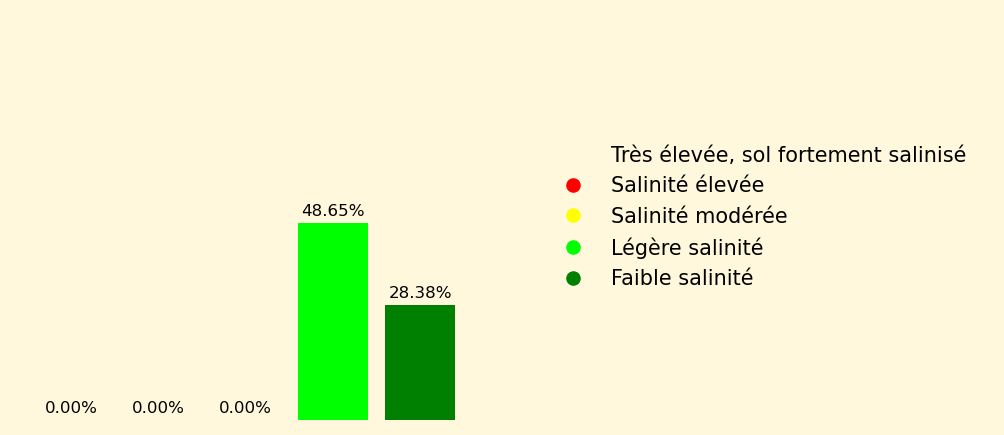 Très élevée, sol fortement salinisé
Salinité élevée
Salinité modérée
Légère salinité
Faible salinité
48.65%
28.38%
0.00%
0.00%
0.00%